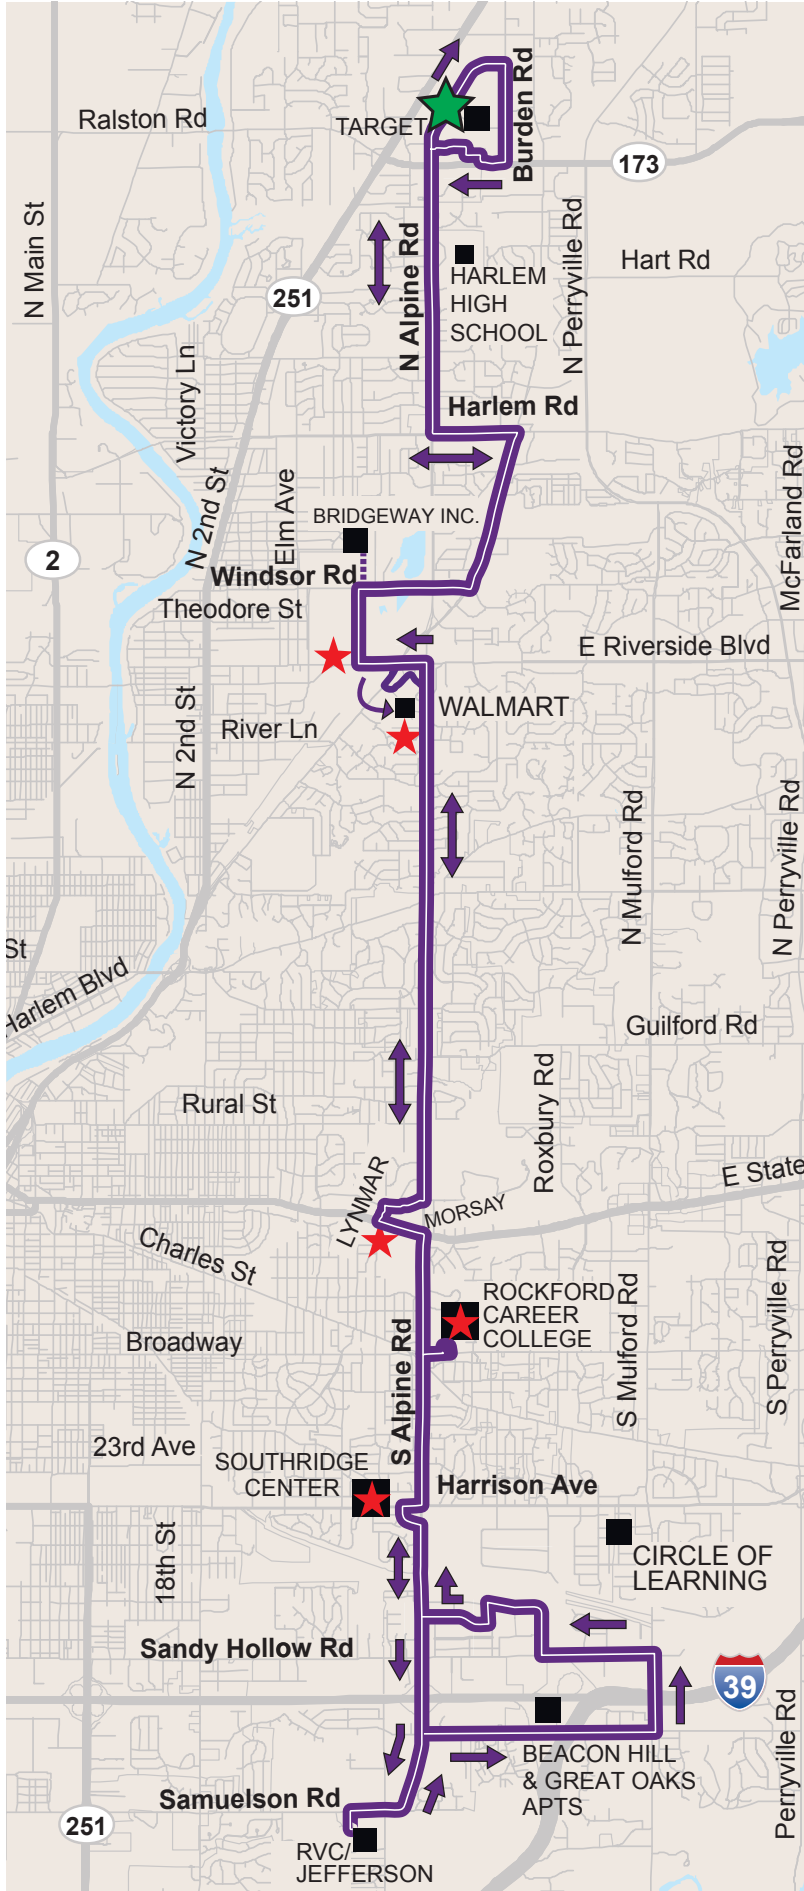 Ralston Rd
TARGET
Burden Rd
173
N Main St
N Alpine Rd
N Perryville Rd
HARLEM
HIGH
SCHOOL
Hart Rd
251
Victory Ln
Harlem Rd
N 2nd St
Elm Ave
McFarland Rd
BRIDGEWAY INC.
2
Windsor Rd
Theodore St
E Riverside Blvd
N 2nd St
River Ln
WALMART
N Mulford Rd
N Perryville Rd
St
Harlem Blvd
Guilford Rd
Rural St
Roxbury Rd
LYNMAR
MORSAY
E State
Charles St
ROCKFORD
CAREER
COLLEGE
Broadway
S Alpine Rd
S Mulford Rd
S Perryville Rd
23rd Ave
SOUTHRIDGE
CENTER
Harrison Ave
18th St
CIRCLE OF
LEARNING
Sandy Hollow Rd
39
BEACON HILL
& GREAT OAKS
APTS
Perryville Rd
Samuelson Rd
251
RVC/
JEFFERSON